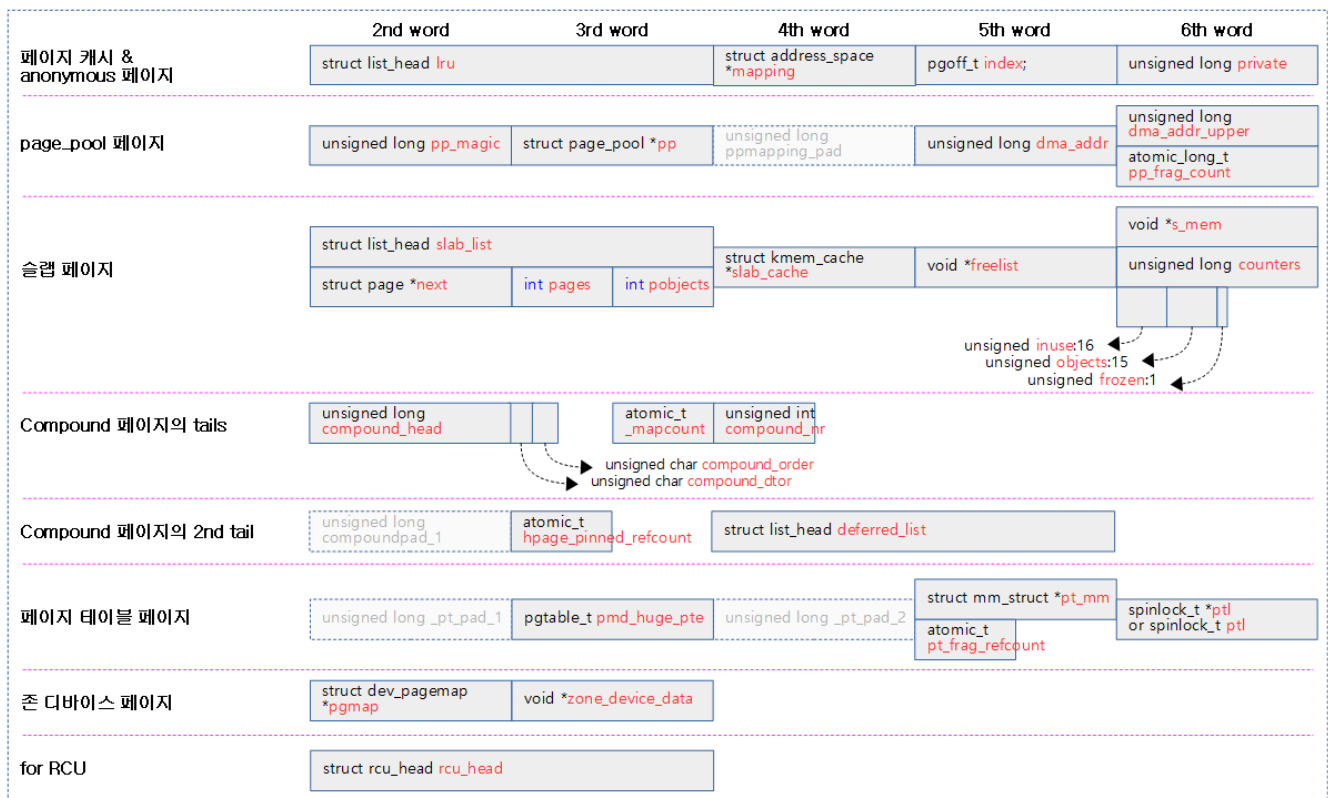 2nd word 3rd word 4th word 5th word 6th word
페이지 캐시 &
anonymous 페이지
struct list_head lru
struct address_space
*mapping
pgoff_t index;
unsigned long private
page_pool 페이지
unsigned long pp_magic
struct page_pool *pp
unsigned long
ppmapping_pad
unsigned long dma_addr
unsigned long
dma_addr_upper
atomic_long_t
pp_frag_count
슬랩 페이지
struct list_head slab_list
struct page *next
int pages
int pobjects
struct kmem_cache
*slab_cache
void *freelist
void *s_mem
unsigned long counters
unsigned inuse:16
unsigned objects:15
unsigned frozen:1
Compound 페이지의 tails
unsigned long
compound_head
atomic_t
_mapcount
unsigned int
compound_nr
unsigned char compound_order
unsigned char compound_dtor
Compound 페이지의 2nd tail
unsigned long
compoundpad_1
atomic_t
hpage_pinned_refcount
struct list_head deferred_list
페이지 테이블 페이지
unsigned long _pt_pad_1
pgtable_t pmd_huge_pte
unsigned long _pt_pad_2
struct mm_struct *pt_mm
atomic_t
pt_frag_refcount
spinlock_t *ptl
or spinlock_t ptl
존 디바이스 페이지
struct dev_pagemap
*pgmap
void *zone_device_data
for RCU
struct rcu_head rcu_head